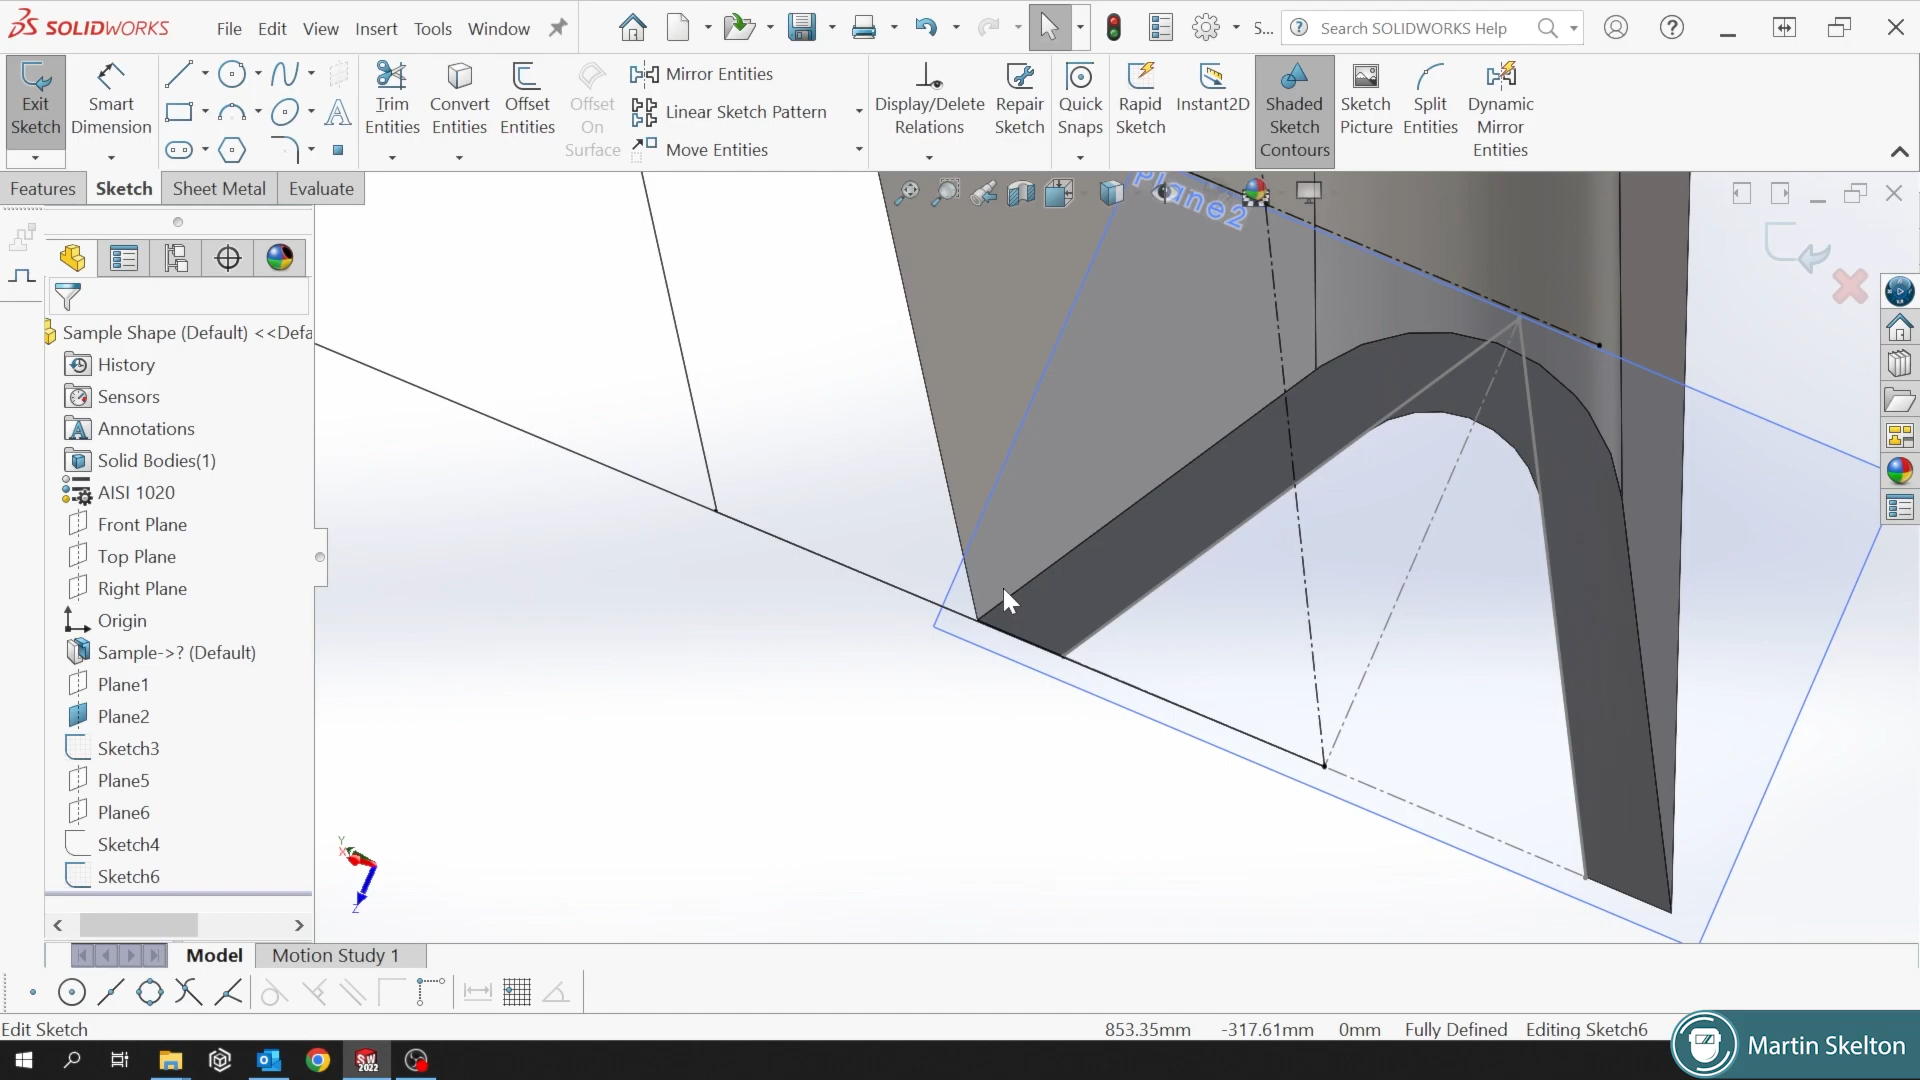 SOLIDWORKS File Edit View Insert Tools Window S... Search SOLIDWORKS Help
Exit Sketch
Smart Dimension
Trim Entities
Convert Entities
Offset Entities
Offset On Surface
Mirror Entities
Linear Sketch Pattern
Move Entities
Display/Delete Relations
Repair Sketch
Quick Snaps
Rapid Sketch
Instant2D
Shaded Sketch Contours
Sketch Picture
Split Entities
Dynamic Mirror Entities
Features Sketch Sheet Metal Evaluate
Plane2
Sample Shape (Default) <<Defa
History
Sensors
Annotations
Solid Bodies(1)
AISI 1020
Front Plane
Top Plane
Right Plane
Origin
Sample->? (Default)
Plane1
Plane2
Sketch3
Plane5
Plane6
Sketch4
Sketch6
Y
X
Z
Model Motion Study 1
Edit Sketch 853.35mm -317.61mm 0mm Fully Defined Editing Sketch6
SW 2022
Martin Skelton